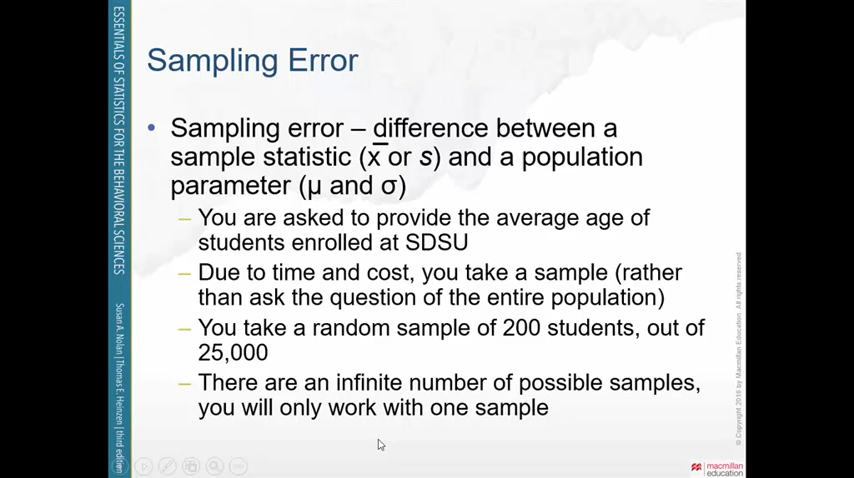 Sampling Error
• Sampling error – difference between a
sample statistic (x̅ or s) and a population
parameter (μ and σ)
– You are asked to provide the average age of
students enrolled at SDSU
– Due to time and cost, you take a sample (rather
than ask the question of the entire population)
– You take a random sample of 200 students, out of
25,000
– There are an infinite number of possible samples,
you will only work with one sample
ESSENTIALS OF STATISTICS FOR THE BEHAVIORAL SCIENCES
Susan A. Nolan | Thomas E. Heinzen | third edition
© Copyright 2016 by Macmillan Education. All rights reserved
macmillan
education